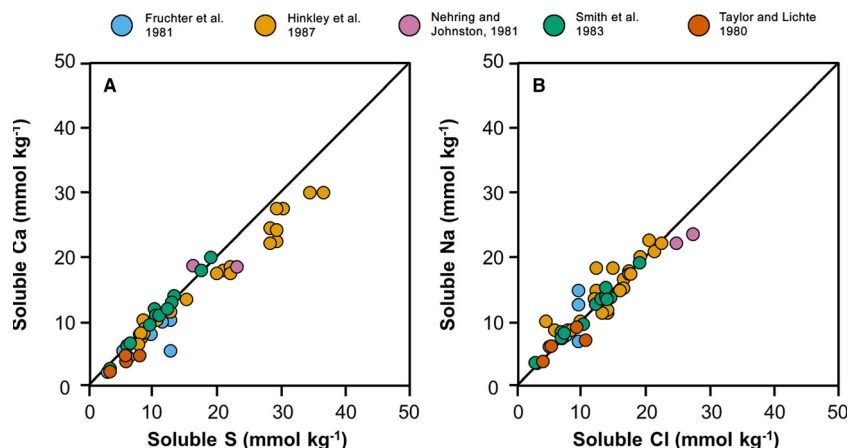 Fruchter et al.
1981
Hinkley et al.
1987
Nehring and
Johnston, 1981
Smith et al.
1983
Taylor and Lichte
1980
A
50
40
30
20
10
0
Soluble Ca (mmol kg-1)
0 10 20 30 40 50
Soluble S (mmol kg-1)
B
50
40
30
20
10
0
Soluble Na (mmol kg-1)
0 10 20 30 40 50
Soluble Cl (mmol kg-1)